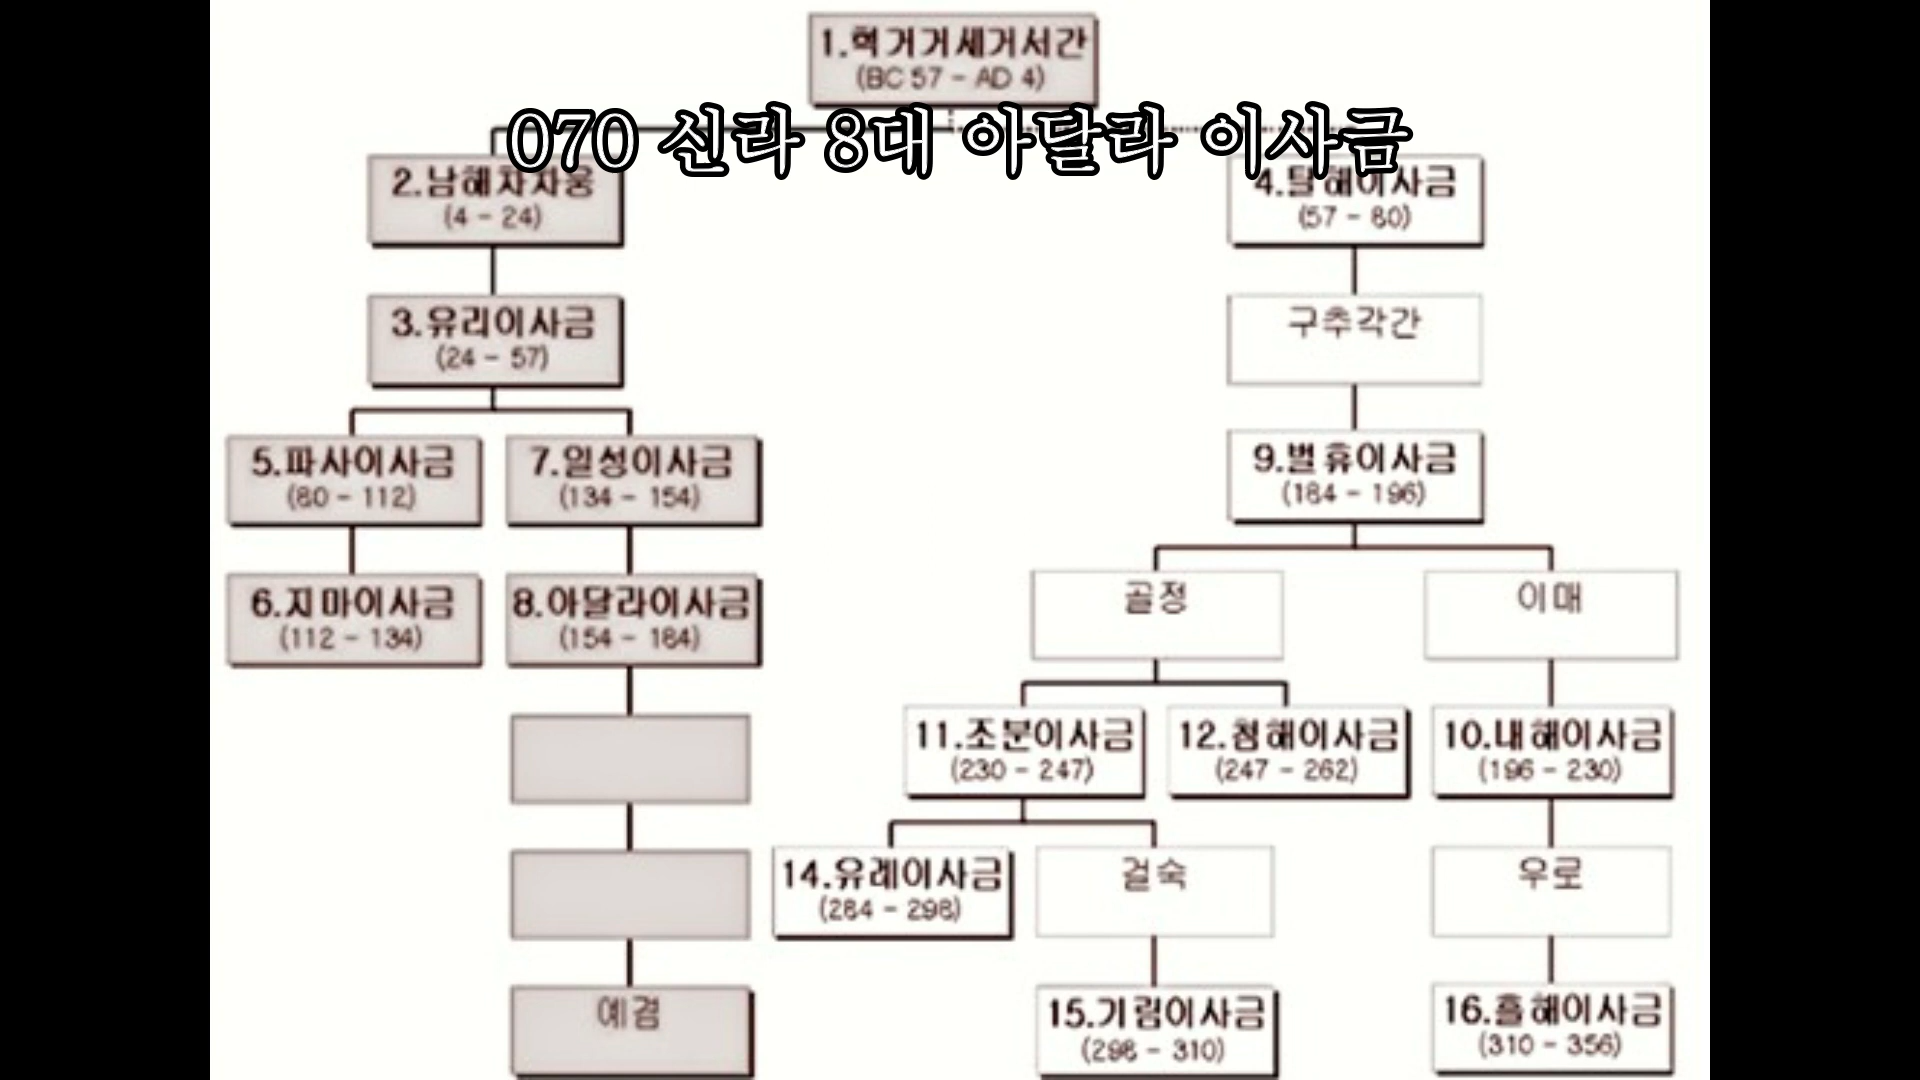 1.혁거거세거서간
(BC 57 - AD 4)
070 신라 8대 아달라 이사금
2.남해차차웅
(4 - 24)
4.탈해이사금
(57 - 80)
3.유리이사금
(24 - 57)
구추각간
5.파사이사금
(80 - 112)
7.일성이사금
(134 - 154)
9.벌휴이사금
(184 - 196)
6.지마이사금
(112 - 134)
8.아달라이사금
(154 - 184)
골정
이매
11.조분이사금
(230 - 247)
12.첨해이사금
(247 - 262)
10.내해이사금
(196 - 230)
14.유례이사금
(284 - 298)
걸숙
우로
예겸
15.기림이사금
(298 - 310)
16.흘해이사금
(310 - 356)